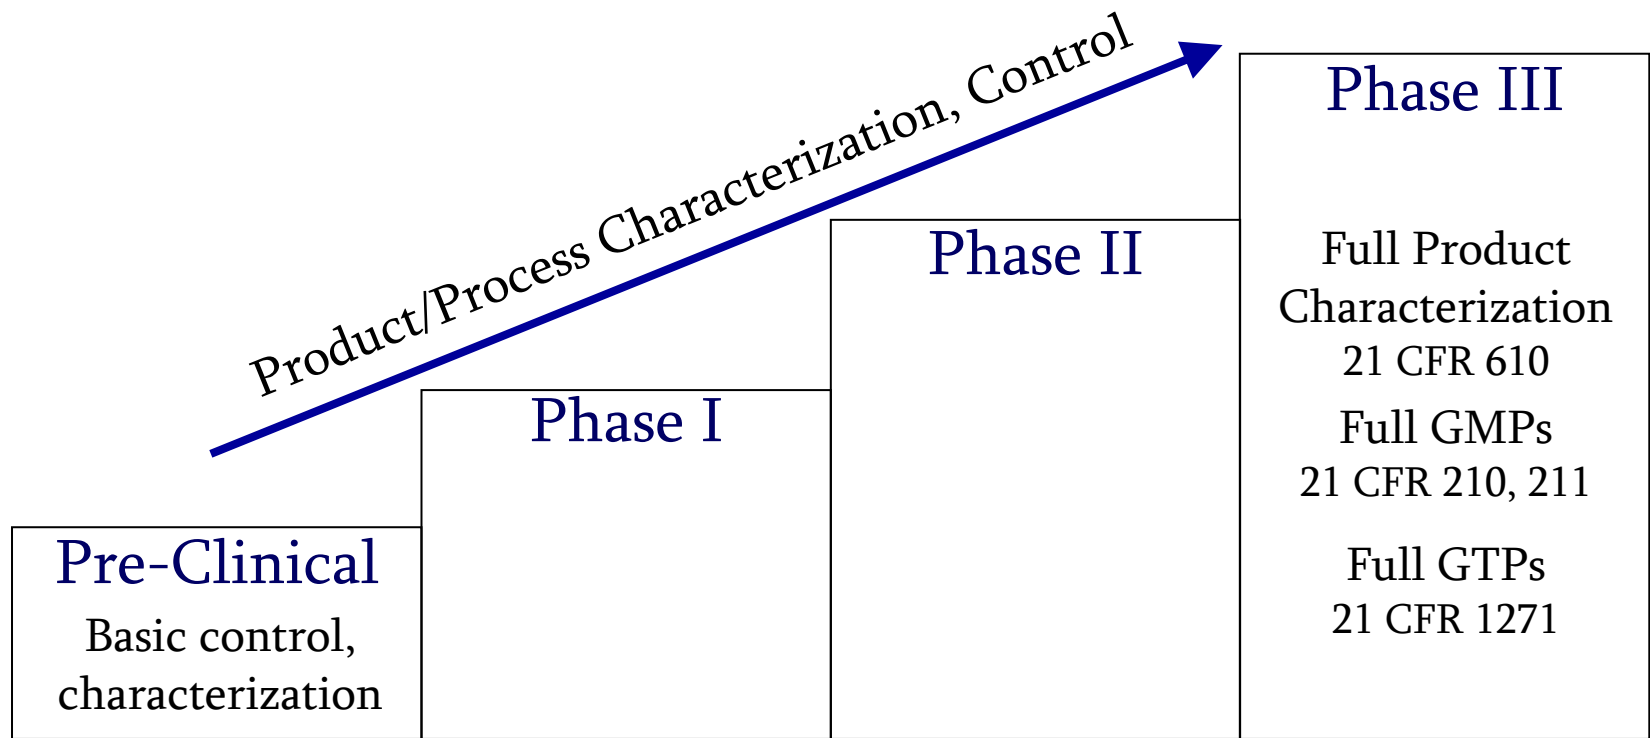 Product/Process Characterization, Control
Pre-Clinical
Basic control,
characterization
Phase I
Phase II
Phase III
Full Product
Characterization
21 CFR 610
Full GMPs
21 CFR 210, 211
Full GTPs
21 CFR 1271